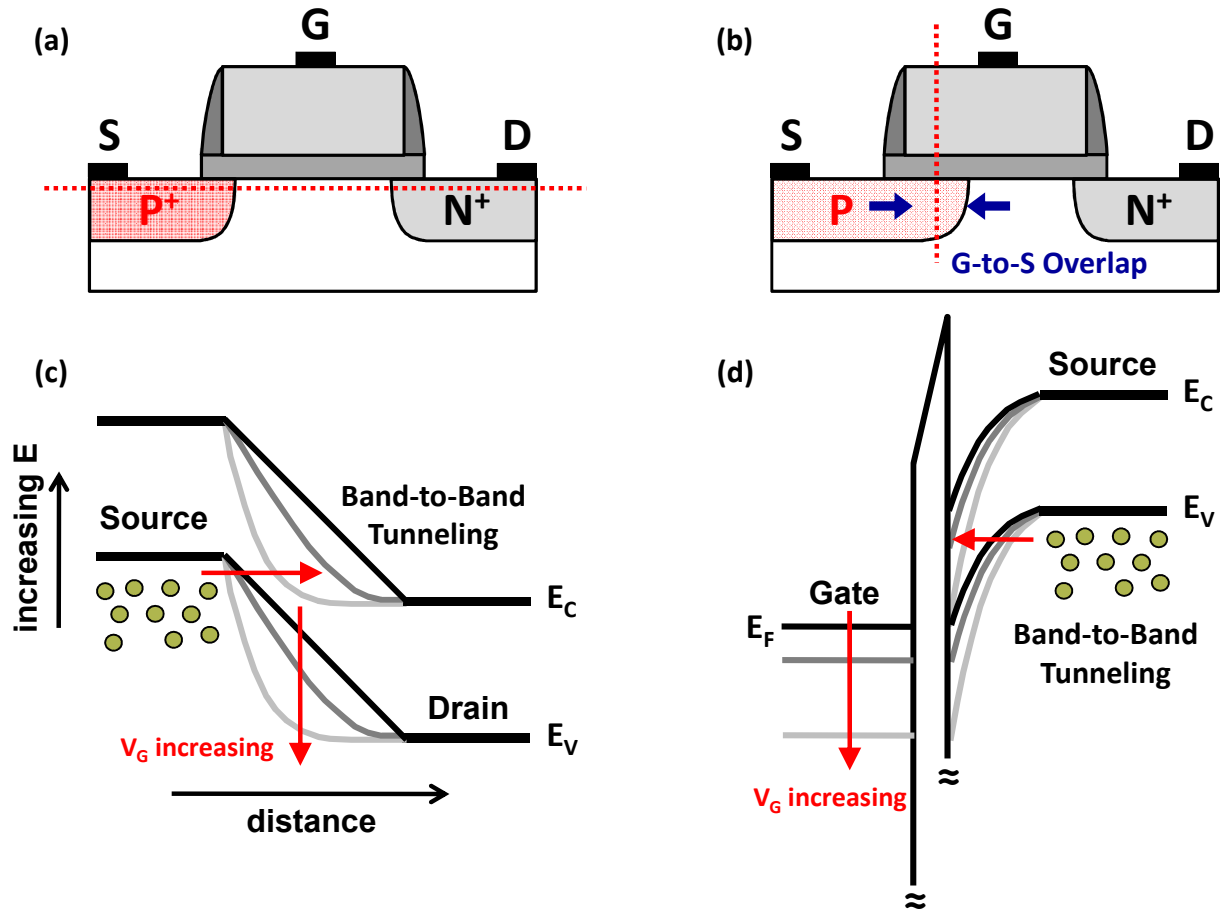 (a)
G
S
D
P+
N+
(b)
G
S
D
P
N+
G-to-S Overlap
(c)
increasing E
Source
Band-to-Band
Tunneling
EC
Drain
EV
VG increasing
distance
(d)
Source
EC
EV
Gate
EF
Band-to-Band
Tunneling
VG increasing
≈
≈